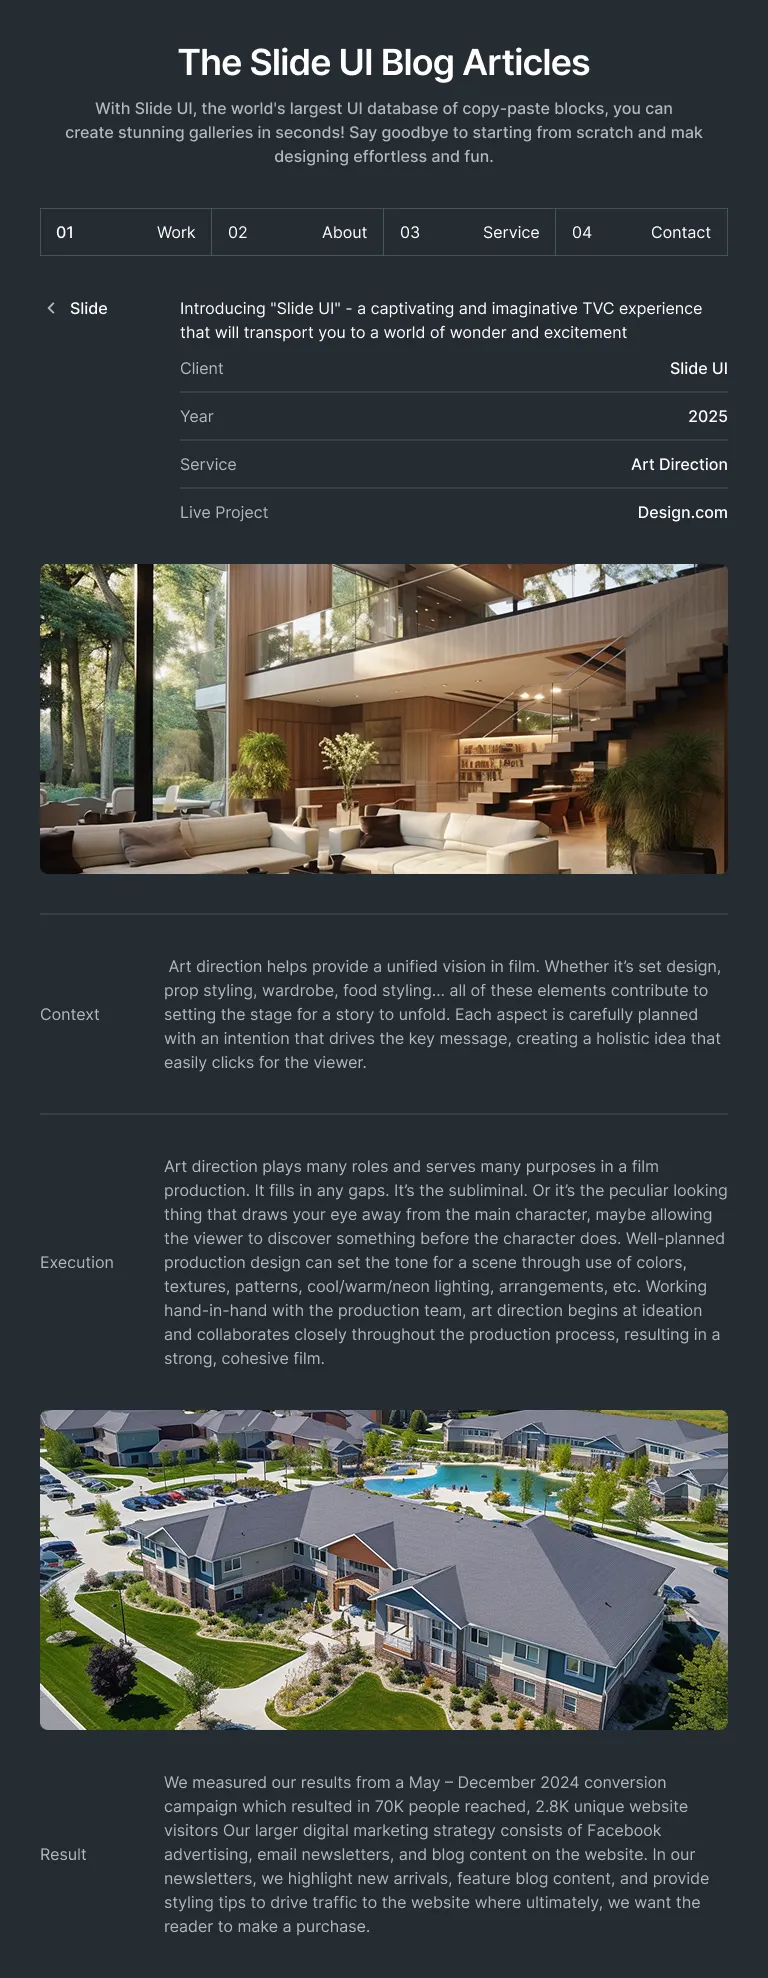 The Slide UI Blog Articles
With Slide UI, the world's largest UI database of copy-paste blocks, you can
create stunning galleries in seconds! Say goodbye to starting from scratch and mak
designing effortless and fun.
01 Work 02 About 03 Service 04 Contact
Slide
Introducing "Slide UI" - a captivating and imaginative TVC experience
that will transport you to a world of wonder and excitement
Client Slide UI
Year 2025
Service Art Direction
Live Project Design.com
Context
Art direction helps provide a unified vision in film. Whether it’s set design,
prop styling, wardrobe, food styling... all of these elements contribute to
setting the stage for a story to unfold. Each aspect is carefully planned
with an intention that drives the key message, creating a holistic idea that
easily clicks for the viewer.
Execution
Art direction plays many roles and serves many purposes in a film
production. It fills in any gaps. It’s the subliminal. Or it’s the peculiar looking
thing that draws your eye away from the main character, maybe allowing
the viewer to discover something before the character does. Well-planned
production design can set the tone for a scene through use of colors,
textures, patterns, cool/warm/neon lighting, arrangements, etc. Working
hand-in-hand with the production team, art direction begins at ideation
and collaborates closely throughout the production process, resulting in a
strong, cohesive film.
Result
We measured our results from a May – December 2024 conversion
campaign which resulted in 70K people reached, 2.8K unique website
visitors Our larger digital marketing strategy consists of Facebook
advertising, email newsletters, and blog content on the website. In our
newsletters, we highlight new arrivals, feature blog content, and provide
styling tips to drive traffic to the website where ultimately, we want the
reader to make a purchase.